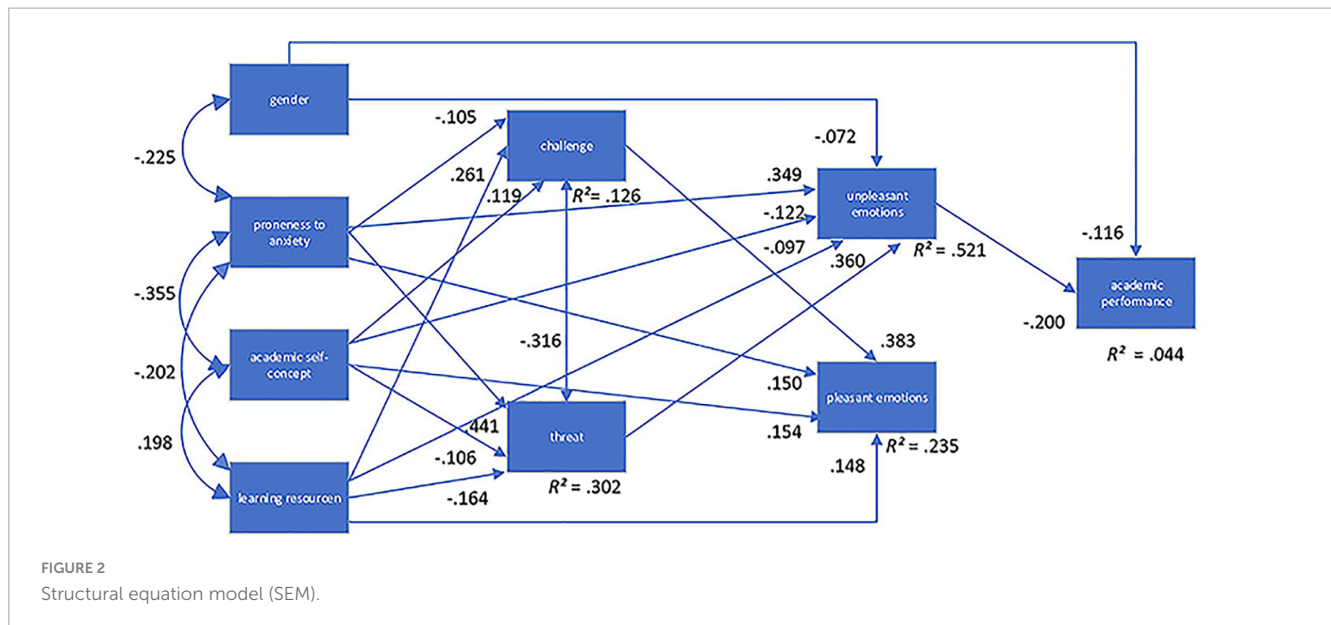 gender
-.225
proneness to
anxiety
-.355
academic self-
concept
-.202
.198
learning resourcen
-.105
.261
.119
challenge
R² = .126
-.316
.441
-.106
-.164
threat
R² = .302
-.072
.349
-.122
-.097
.360
unpleasant
emotions
R² = .521
.383
.150
.154
.148
pleasant emotions
R² = .235
-.116
-.200
academic
performance
R² = .044
FIGURE 2
Structural equation model (SEM).